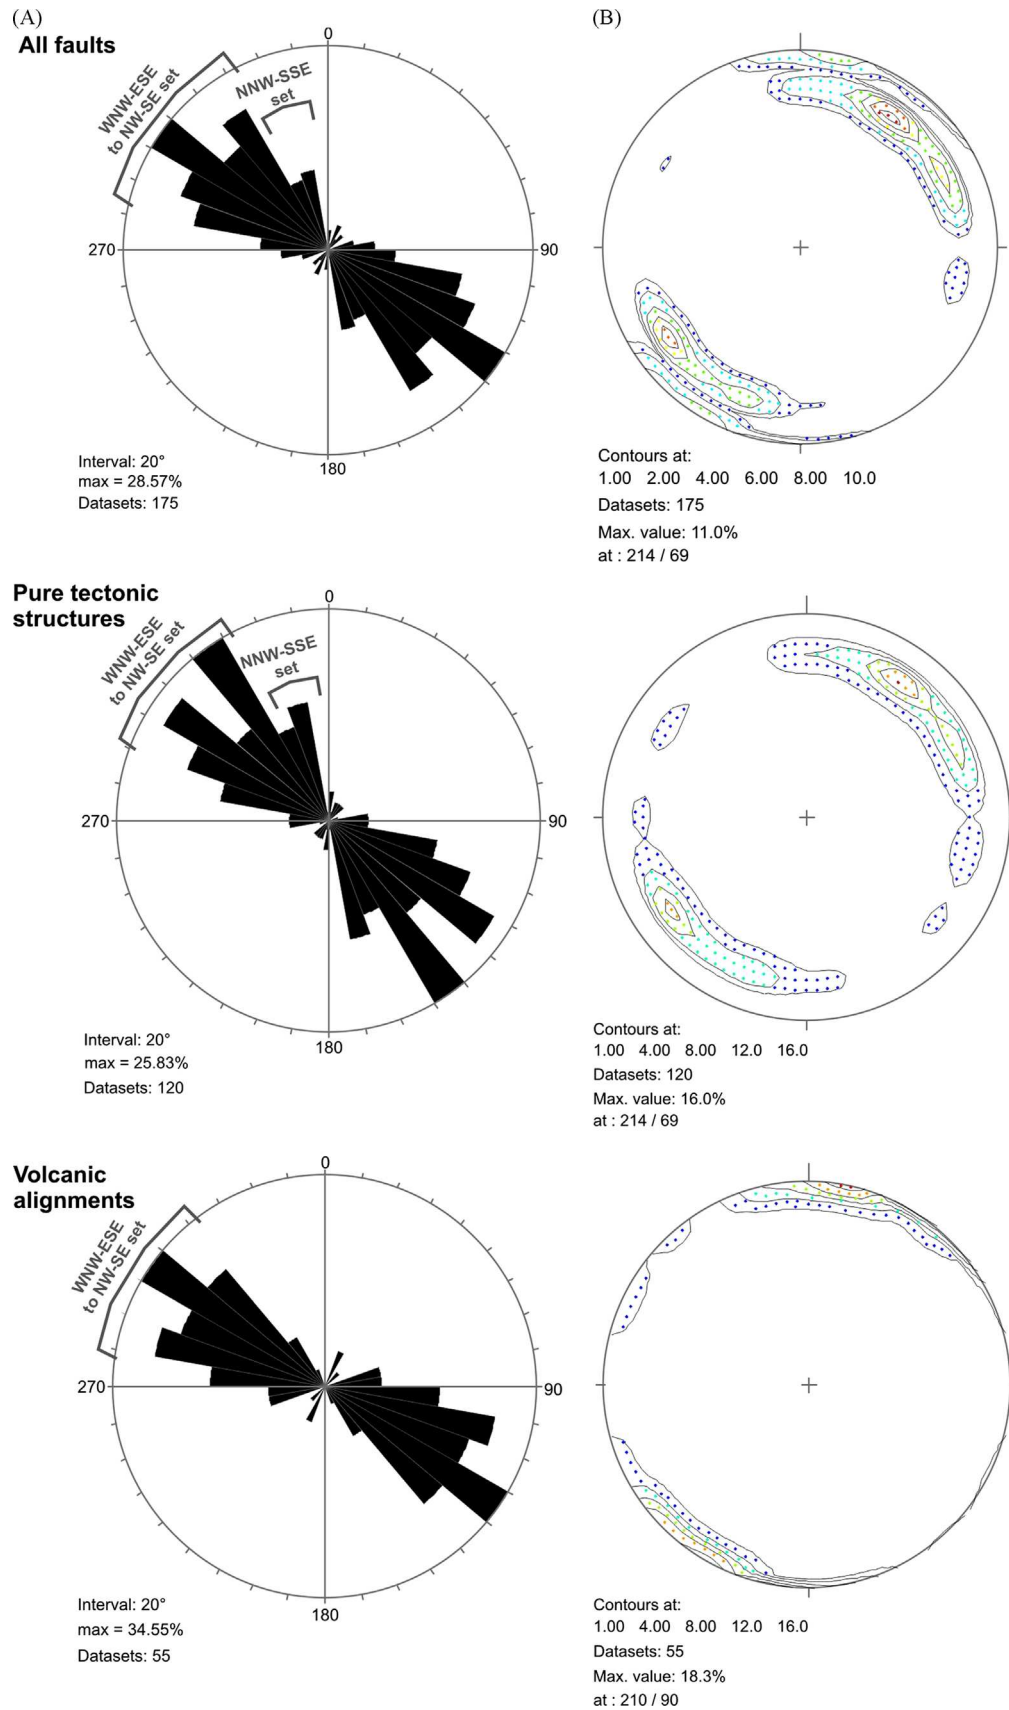 (A)
(B)
All faults
0
WNW-ESE
to NW-SE set
NNW-SSE
set
270
90
180
Interval: 20°
max = 28.57%
Datasets: 175
Contours at:
1.00 2.00 4.00 6.00 8.00 10.0
Datasets: 175
Max. value: 11.0%
at : 214 / 69
Pure tectonic
structures
0
WNW-ESE
to NW-SE set
NNW-SSE
set
270
90
180
Interval: 20°
max = 25.83%
Datasets: 120
Contours at:
1.00 4.00 8.00 12.0 16.0
Datasets: 120
Max. value: 16.0%
at : 214 / 69
Volcanic
alignments
0
WNW-ESE
to NW-SE set
270
90
180
Interval: 20°
max = 34.55%
Datasets: 55
Contours at:
1.00 4.00 8.00 12.0 16.0
Datasets: 55
Max. value: 18.3%
at : 210 / 90